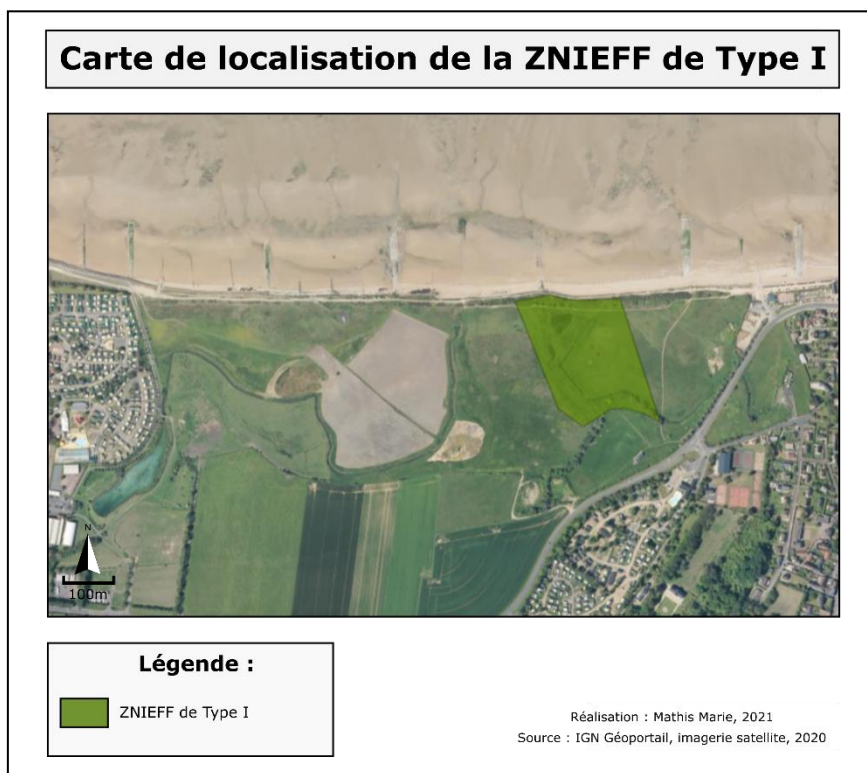 Carte de localisation de la ZNIEFF de Type I
N
100m
Légende :
ZNIEFF de Type I
Réalisation : Mathis Marie, 2021
Source : IGN Géoportail, imagerie satellite, 2020